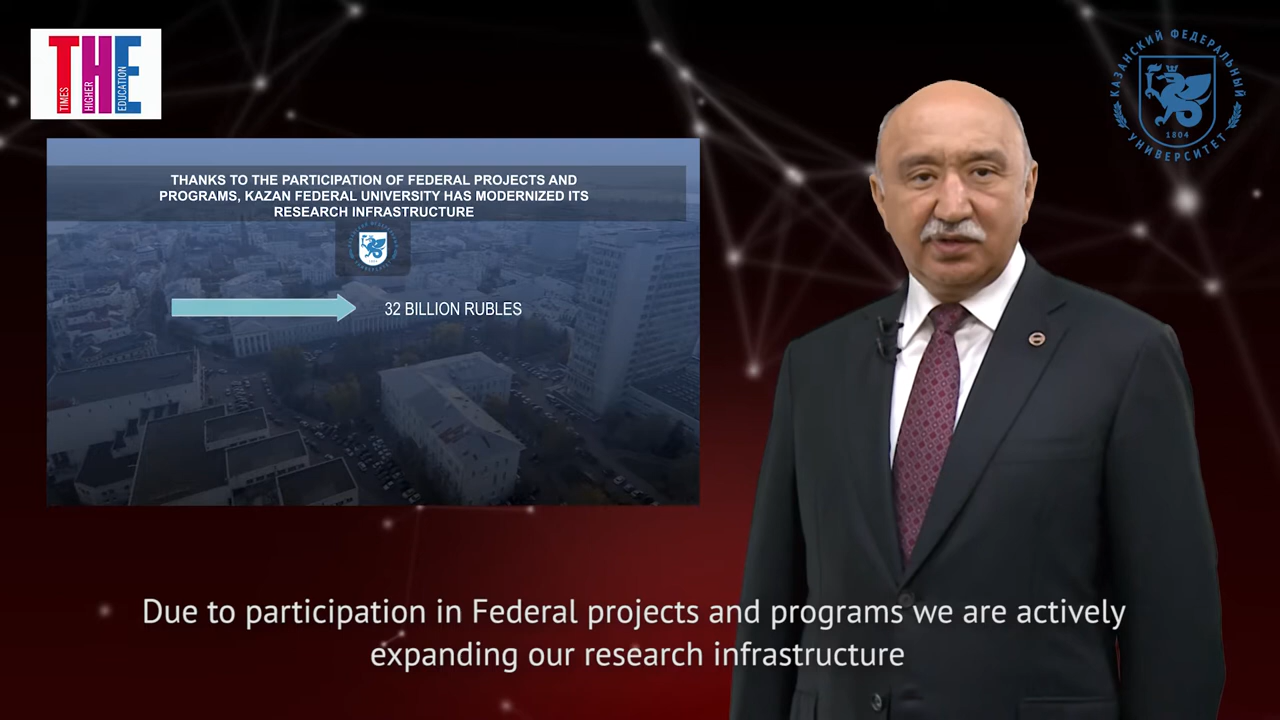 THE
TIMES
HIGHER
EDUCATION
КАЗАНСКИЙ ФЕДЕРАЛЬНЫЙ
УНИВЕРСИТЕТ
1804
THANKS TO THE PARTICIPATION OF FEDERAL PROJECTS AND
PROGRAMS, KAZAN FEDERAL UNIVERSITY HAS MODERNIZED ITS
RESEARCH INFRASTRUCTURE
32 BILLION RUBLES
Due to participation in Federal projects and programs we are actively
expanding our research infrastructure